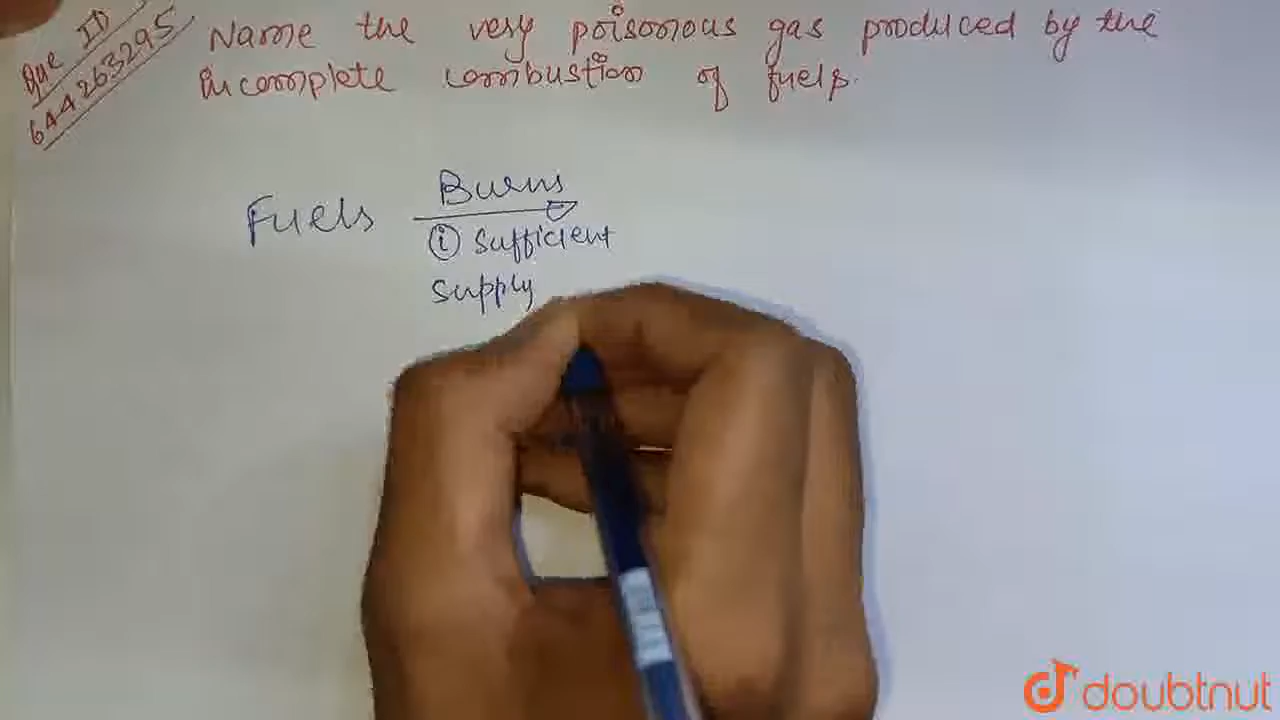 Que ID
644263295
Name the very poisonous gas produced by the
incomplete combustion of fuels.
Fuels Burns
(i) Sufficient
supply
doubtnut